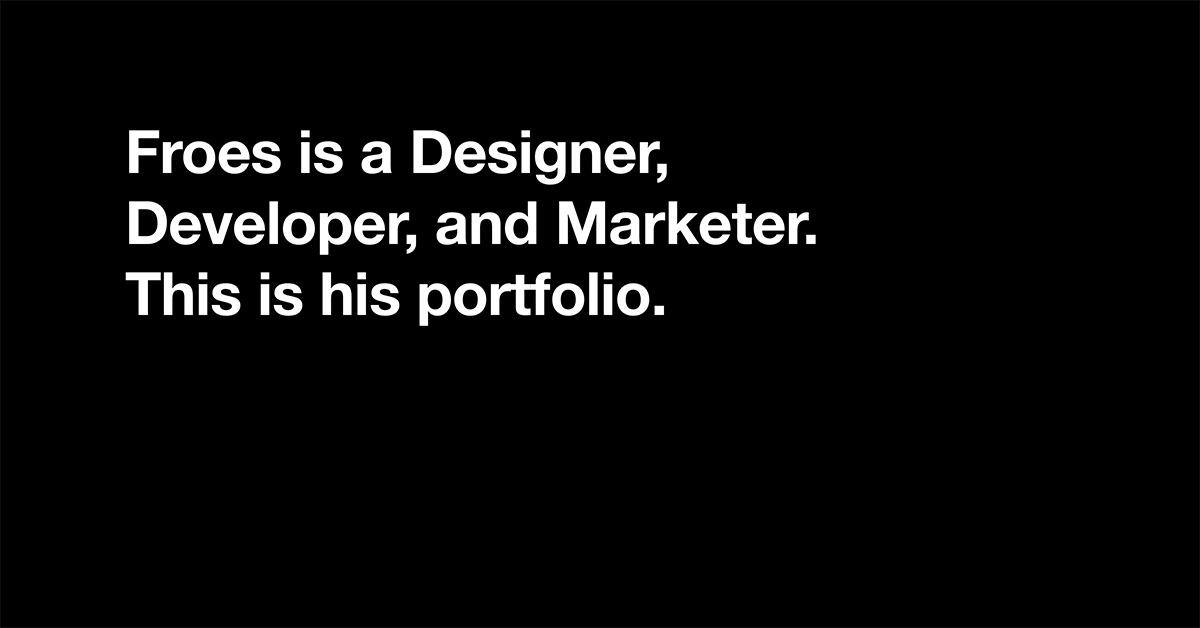 Froes is a Designer,
Developer, and Marketer.
This is his portfolio.